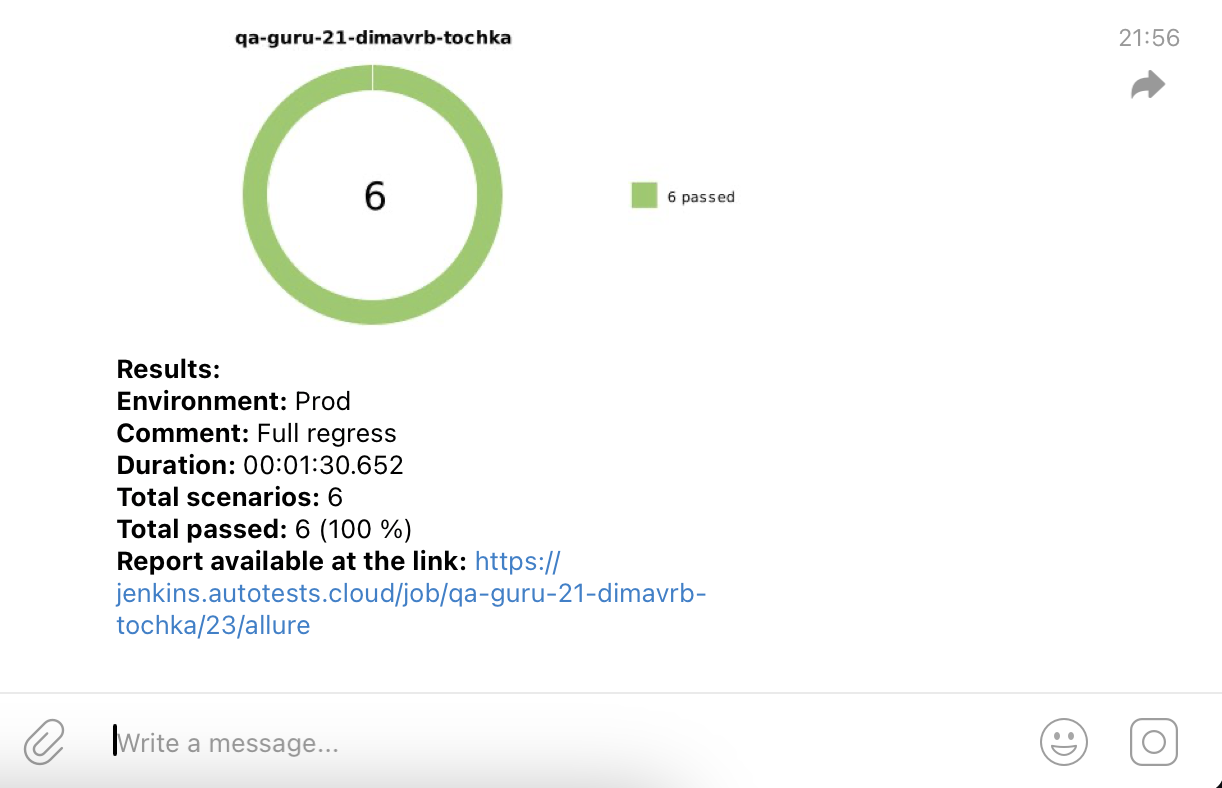 qa-guru-21-dimavrb-tochka
21:56
6
6 passed
Results:
Environment: Prod
Comment: Full regress
Duration: 00:01:30.652
Total scenarios: 6
Total passed: 6 (100 %)
Report available at the link: https://
jenkins.autotests.cloud/job/qa-guru-21-dimavrb-
tochka/23/allure
Write a message...